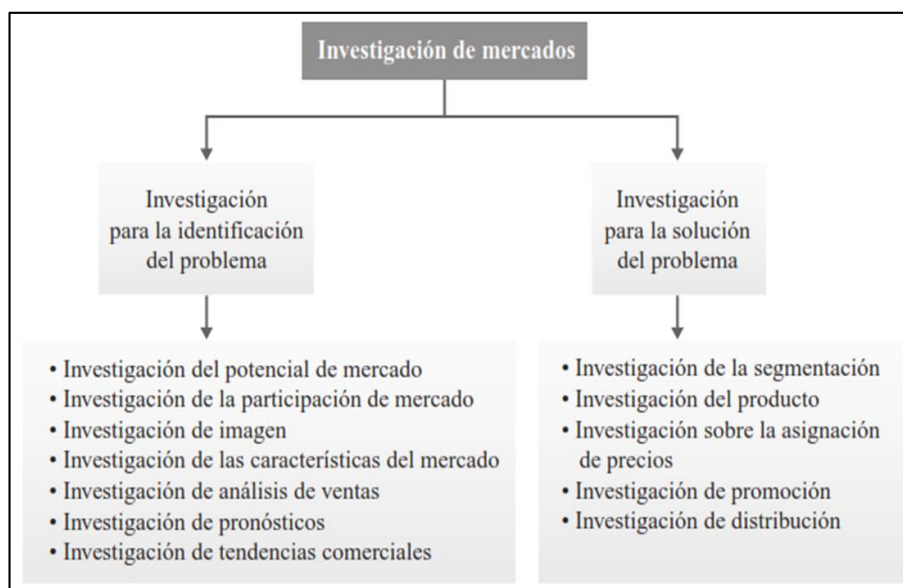 Investigación de mercados
Investigación
para la identificación
del problema
Investigación
para la solución
del problema
• Investigación del potencial de mercado
• Investigación de la participación de mercado
• Investigación de imagen
• Investigación de las características del mercado
• Investigación de análisis de ventas
• Investigación de pronósticos
• Investigación de tendencias comerciales
• Investigación de la segmentación
• Investigación del producto
• Investigación sobre la asignación
de precios
• Investigación de promoción
• Investigación de distribución